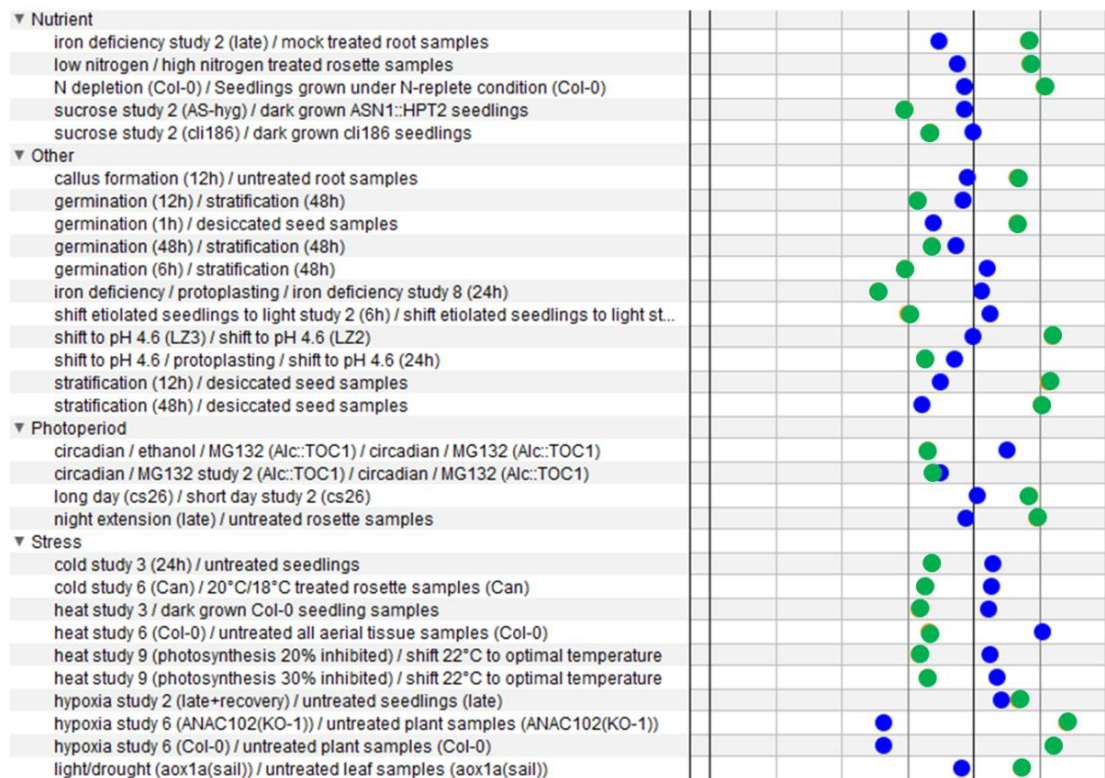 Nutrient
iron deficiency study 2 (late) / mock treated root samples
low nitrogen / high nitrogen treated rosette samples
N depletion (Col-0) / Seedlings grown under N-replete condition (Col-0)
sucrose study 2 (AS-hyg) / dark grown ASN1::HPT2 seedlings
sucrose study 2 (cli186) / dark grown cli186 seedlings
Other
callus formation (12h) / untreated root samples
germination (12h) / stratification (48h)
germination (1h) / desiccated seed samples
germination (48h) / stratification (48h)
germination (6h) / stratification (48h)
iron deficiency / protoplasting / iron deficiency study 8 (24h)
shift etiolated seedlings to light study 2 (6h) / shift etiolated seedlings to light st...
shift to pH 4.6 (LZ3) / shift to pH 4.6 (LZ2)
shift to pH 4.6 / protoplasting / shift to pH 4.6 (24h)
stratification (12h) / desiccated seed samples
stratification (48h) / desiccated seed samples
Photoperiod
circadian / ethanol / MG132 (Alc::TOC1) / circadian / MG132 (Alc::TOC1)
circadian / MG132 study 2 (Alc::TOC1) / circadian / MG132 (Alc::TOC1)
long day (cs26) / short day study 2 (cs26)
night extension (late) / untreated rosette samples
Stress
cold study 3 (24h) / untreated seedlings
cold study 6 (Can) / 20°C/18°C treated rosette samples (Can)
heat study 3 / dark grown Col-0 seedling samples
heat study 6 (Col-0) / untreated all aerial tissue samples (Col-0)
heat study 9 (photosynthesis 20% inhibited) / shift 22°C to optimal temperature
heat study 9 (photosynthesis 30% inhibited) / shift 22°C to optimal temperature
hypoxia study 2 (late+recovery) / untreated seedlings (late)
hypoxia study 6 (ANAC102(KO-1)) / untreated plant samples (ANAC102(KO-1))
hypoxia study 6 (Col-0) / untreated plant samples (Col-0)
light/drought (aox1a(sail)) / untreated leaf samples (aox1a(sail))